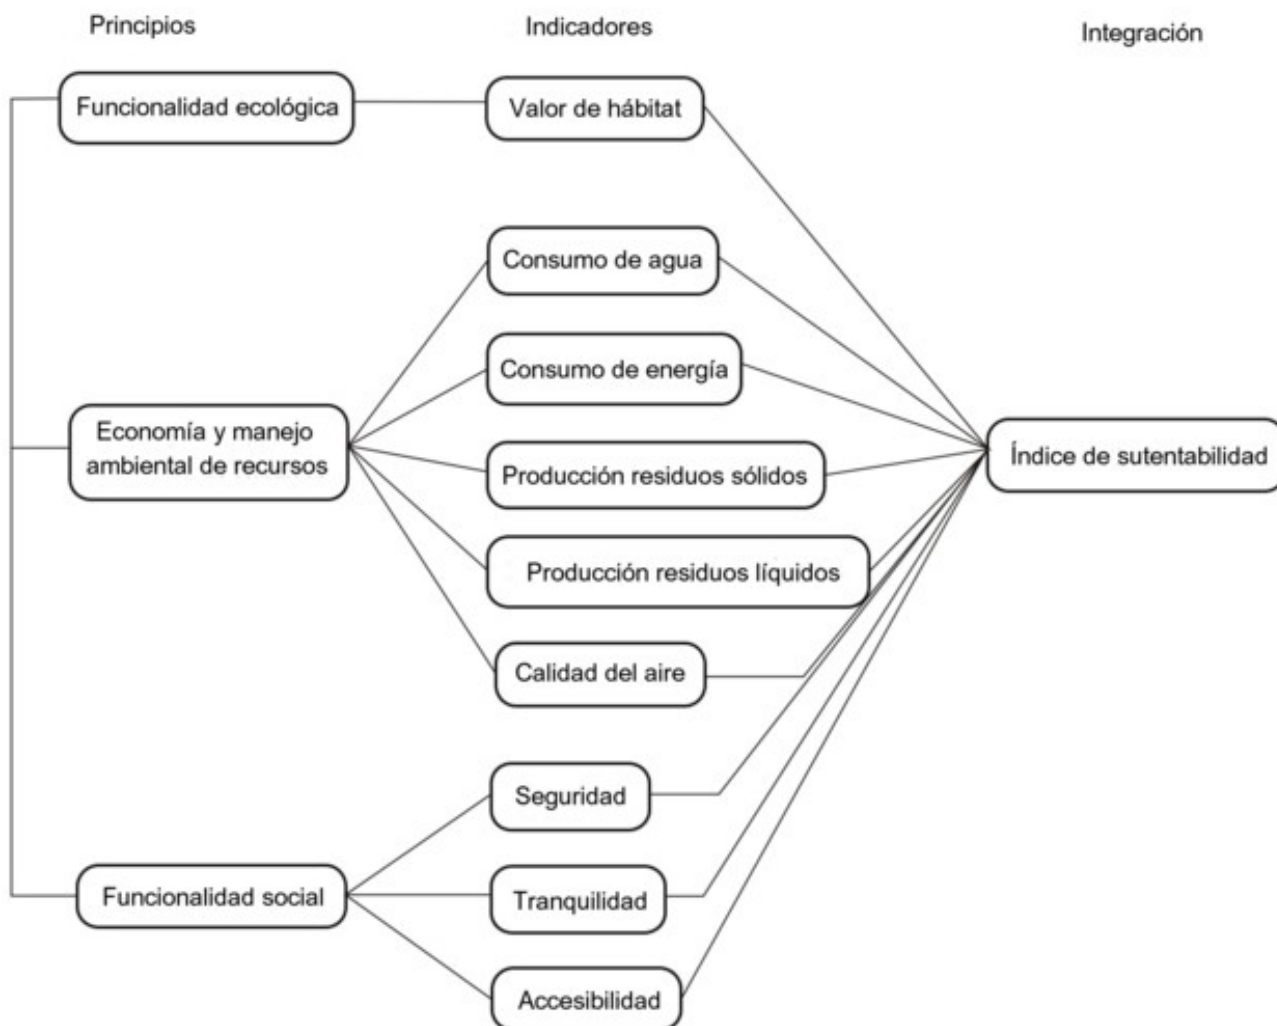 Principios
Indicadores
Integración
Funcionalidad ecológica
Valor de hábitat
Consumo de agua
Consumo de energía
Economía y manejo
ambiental de recursos
Índice de sutentabilidad
Producción residuos sólidos
Producción residuos líquidos
Calidad del aire
Seguridad
Funcionalidad social
Tranquilidad
Accesibilidad